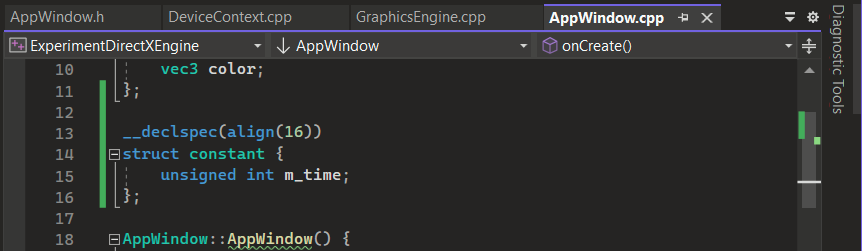 AppWindow.h DeviceContext.cpp GraphicsEngine.cpp AppWindow.cpp
ExperimentDirectXEngine AppWindow onCreate()
10 vec3 color;
11 };
12
13 __declspec(align(16))
14 struct constant {
15 unsigned int m_time;
16 };
17
18 AppWindow::AppWindow() {
Diagnostic Tools